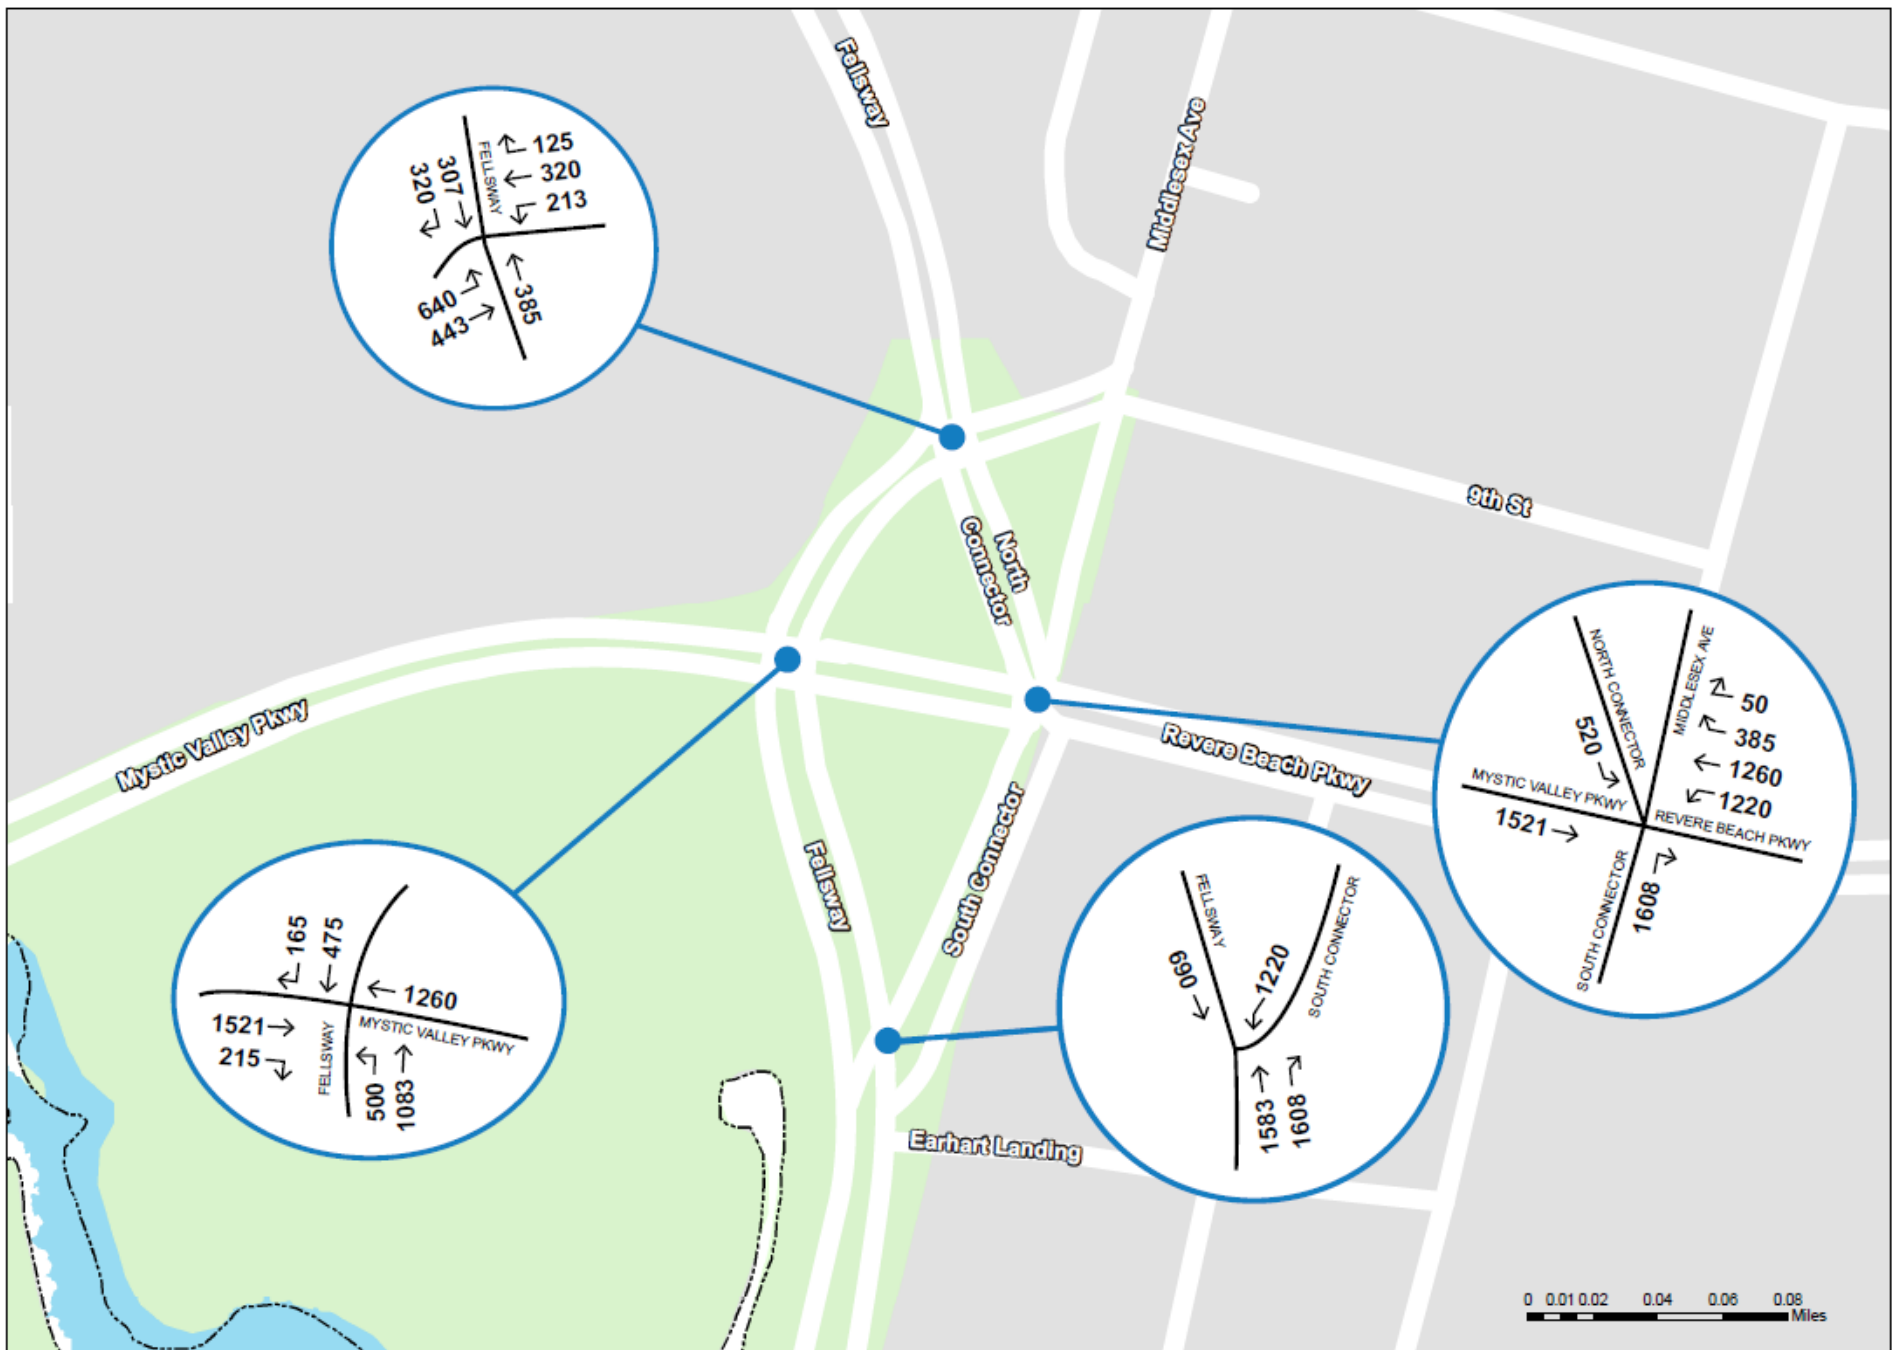 Fellsway
Middlesex Ave
125
320
213
FELLSWAY
307
320
640
443
385
9th St
North
Connector
Mystic Valley Pkwy
Revere Beach Pkwy
NORTH CONNECTOR
MIDDLESEX AVE
50
385
1260
1220
520
MYSTIC VALLEY PKWY
1521
REVERE BEACH PKWY
SOUTH CONNECTOR
1608
Fellsway
South Connector
165
475
1260
1521
215
FELLSWAY
MYSTIC VALLEY PKWY
500
1083
FELLSWAY
SOUTH CONNECTOR
690
1220
1583
1608
Earhart Landing
0 0.01 0.02 0.04 0.06 0.08
Miles